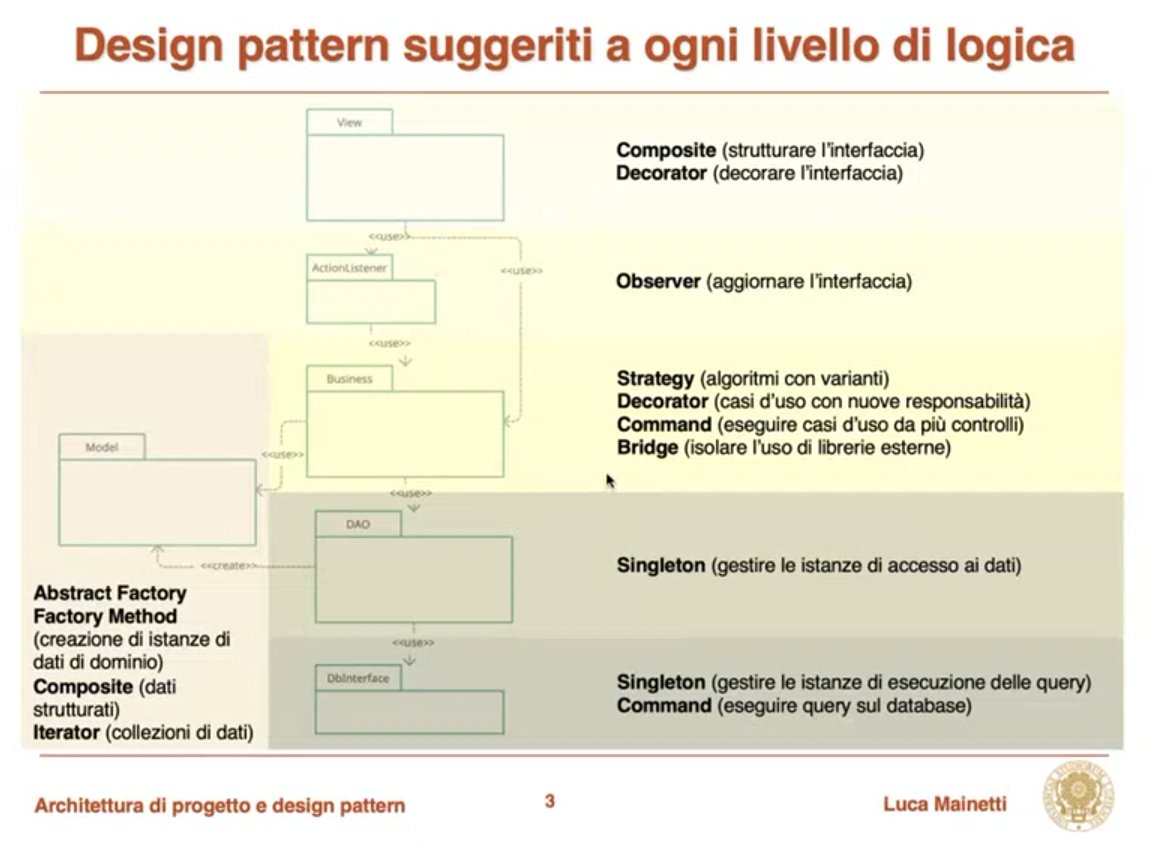 Design pattern suggeriti a ogni livello di logica
View
Composite (strutturare l'interfaccia)
Decorator (decorare l'interfaccia)
<<use>>
ActionListener
<<use>>
Observer (aggiornare l'interfaccia)
<<use>>
Business
Strategy (algoritmi con varianti)
Decorator (casi d'uso con nuove responsabilità)
Command (eseguire casi d'uso da più controlli)
Bridge (isolare l'uso di librerie esterne)
Model
<<use>>
<<use>>
DAO
<<create>>
Singleton (gestire le istanze di accesso ai dati)
Abstract Factory
Factory Method
(creazione di istanze di
dati di dominio)
Composite (dati
strutturati)
Iterator (collezioni di dati)
<<use>>
DbInterface
Singleton (gestire le istanze di esecuzione delle query)
Command (eseguire query sul database)
Architettura di progetto e design pattern
3
Luca Mainetti